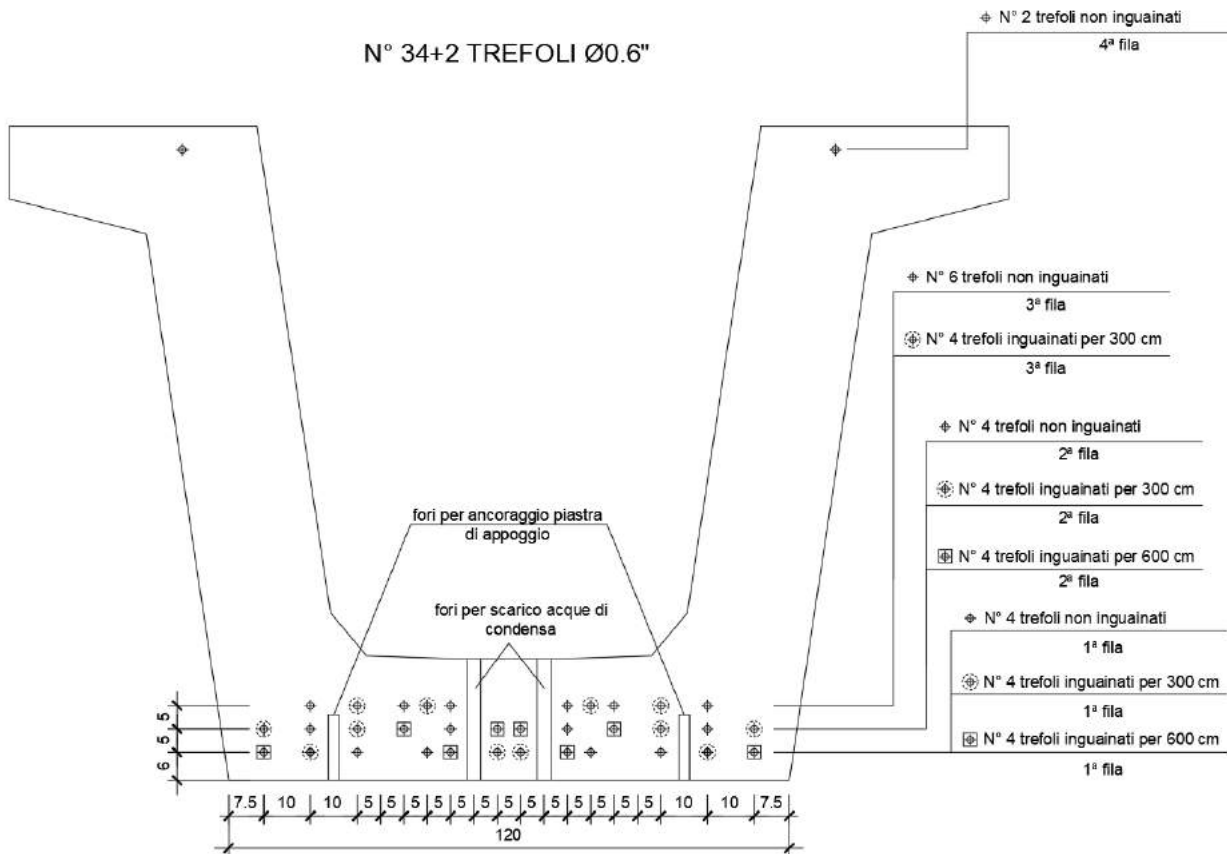 N° 34+2 TREFOLI Ø0.6"
N° 2 trefoli non inguainati
4ª fila
N° 6 trefoli non inguainati
3ª fila
N° 4 trefoli inguainati per 300 cm
3ª fila
N° 4 trefoli non inguainati
2ª fila
N° 4 trefoli inguainati per 300 cm
2ª fila
N° 4 trefoli inguainati per 600 cm
2ª fila
N° 4 trefoli non inguainati
1ª fila
N° 4 trefoli inguainati per 300 cm
1ª fila
N° 4 trefoli inguainati per 600 cm
1ª fila
fori per ancoraggio piastra
di appoggio
fori per scarico acque di
condensa
5
5
6
7.5 10 10 5 5 5 5 5 5 5 5 5 5 5 5 5 10 10 7.5
120